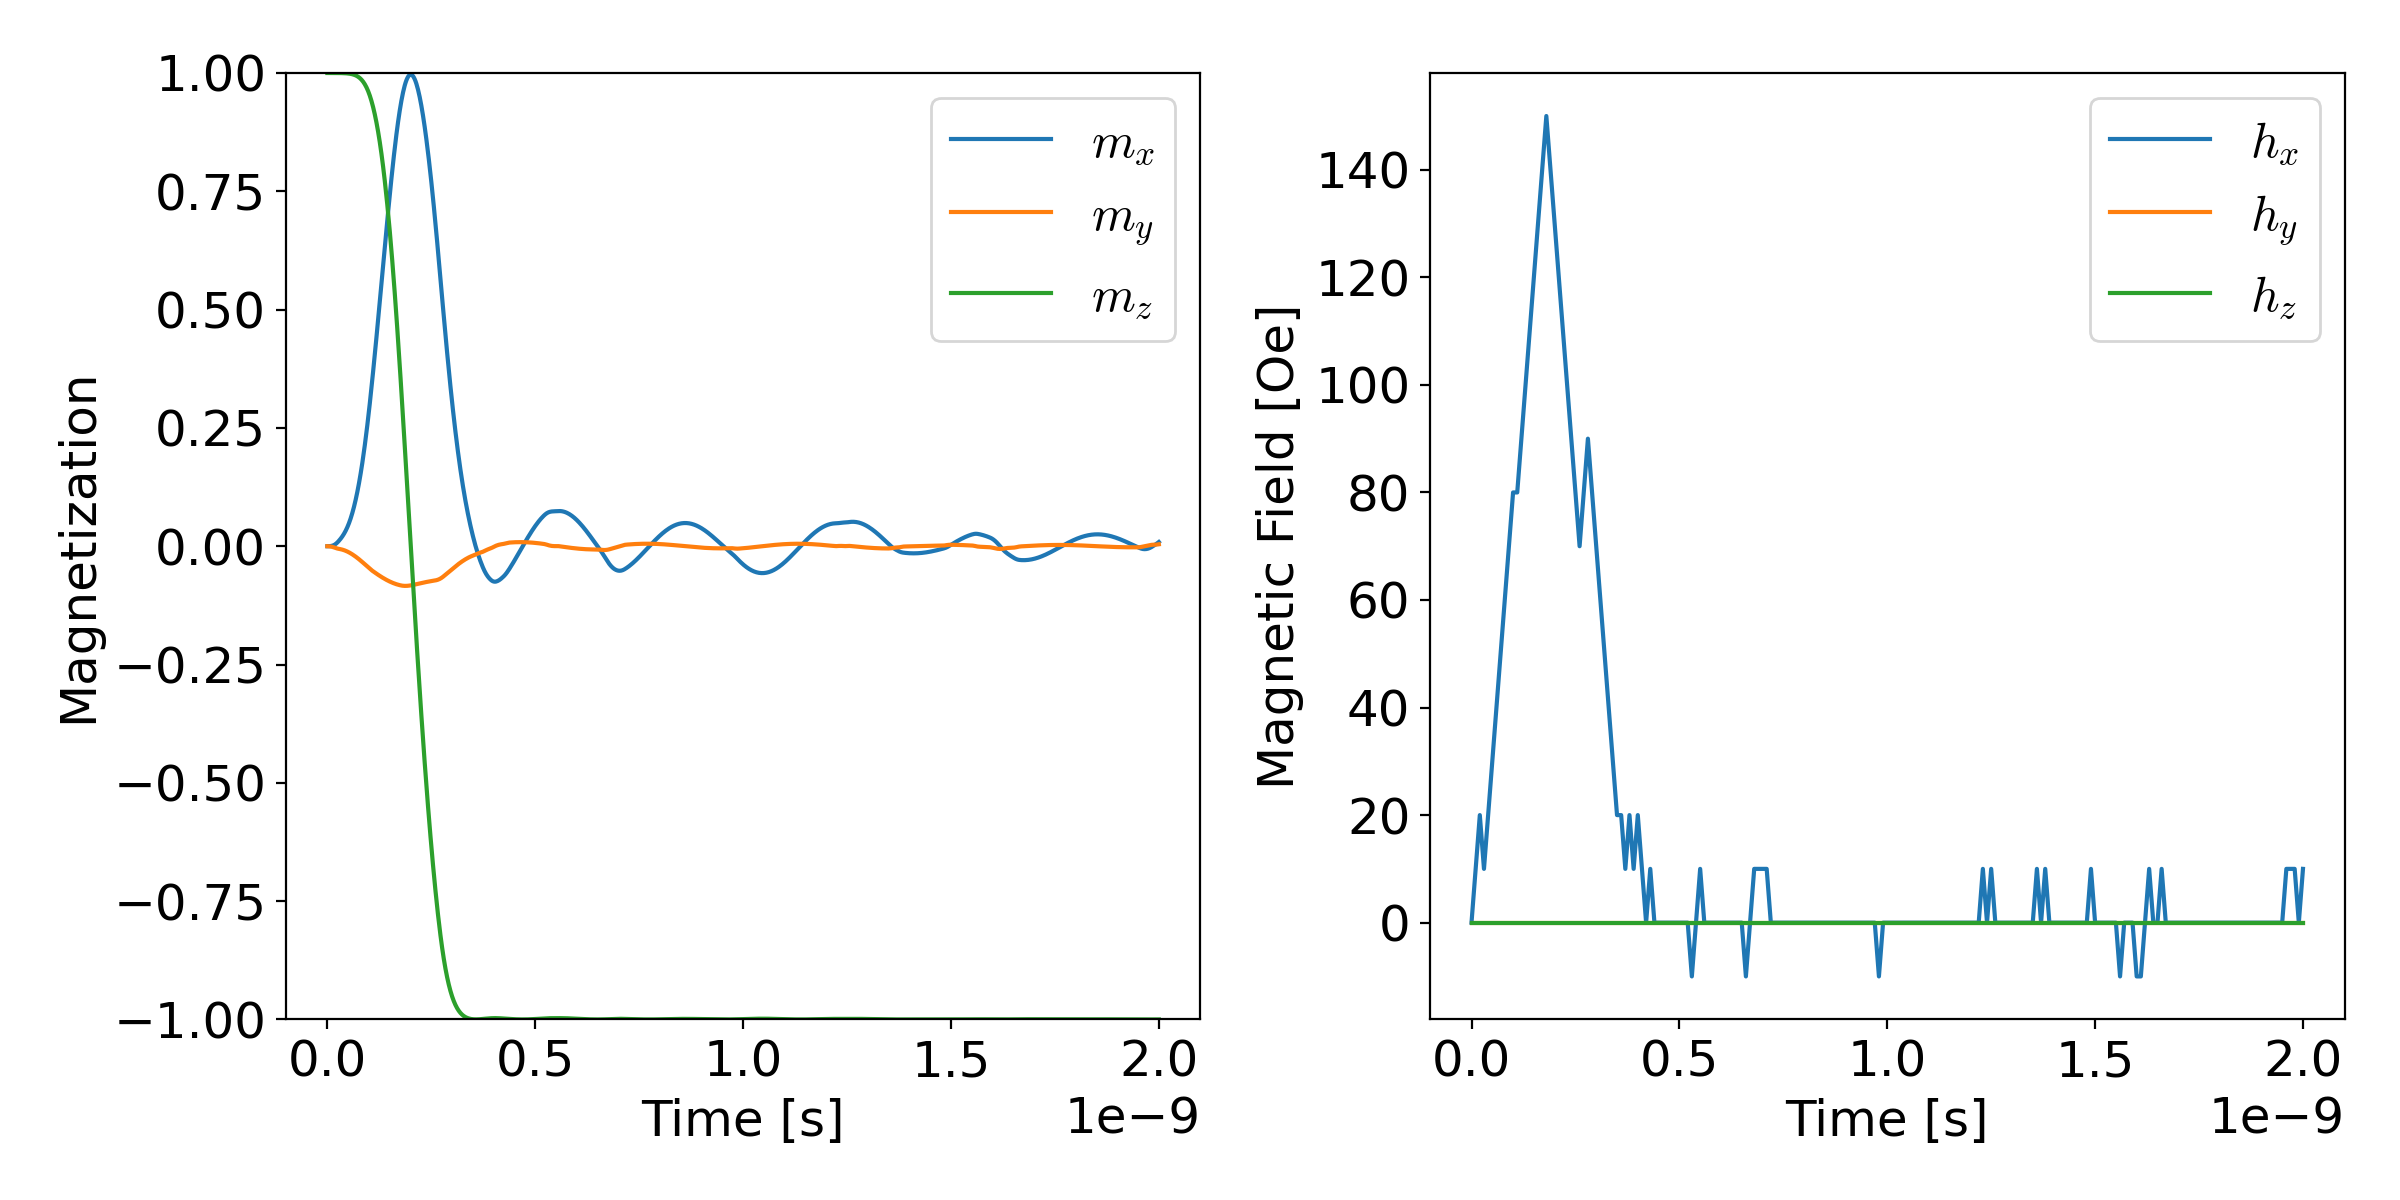 Magnetization
1.00
0.75
0.50
0.25
0.00
−0.25
−0.50
−0.75
−1.00
0.0 0.5 1.0 1.5 2.0
Time [s]
1e−9
m_x
m_y
m_z
Magnetic Field [Oe]
140
120
100
80
60
40
20
0
0.0 0.5 1.0 1.5 2.0
Time [s]
1e−9
h_x
h_y
h_z